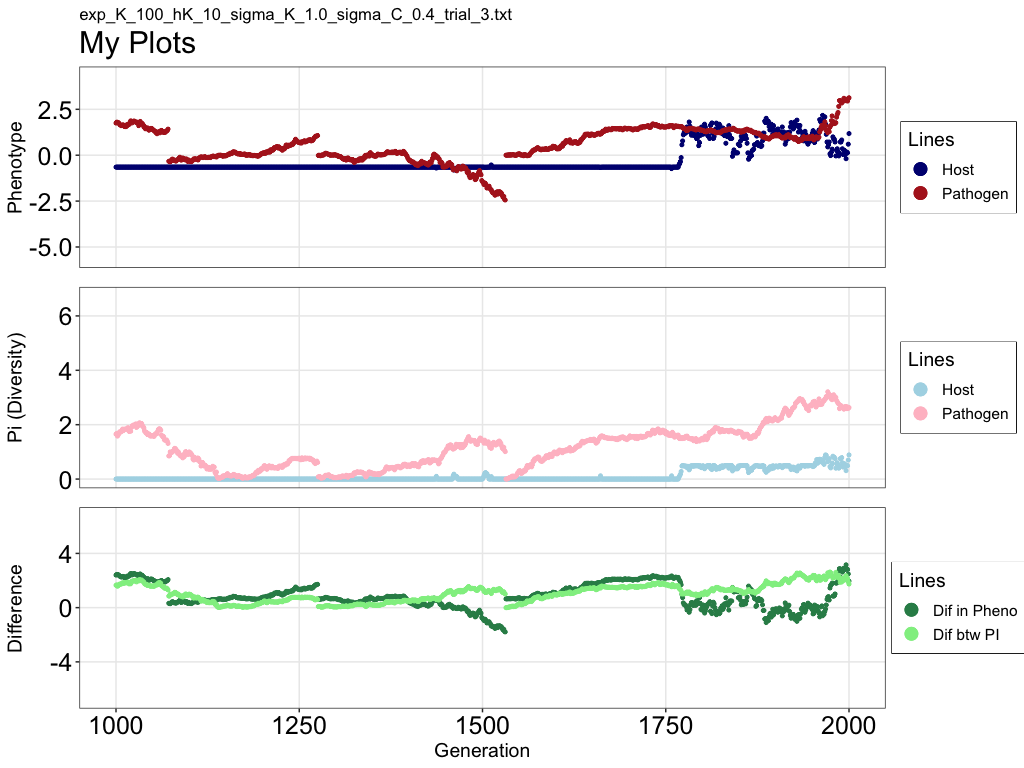 exp_K_100_hK_10_sigma_K_1.0_sigma_C_0.4_trial_3.txt
My Plots
Phenotype
2.5
0.0
-2.5
-5.0
Lines
Host
Pathogen
Pi (Diversity)
6
4
2
0
Lines
Host
Pathogen
Difference
4
0
-4
Lines
Dif in Pheno
Dif btw PI
1000 1250 1500 1750 2000
Generation